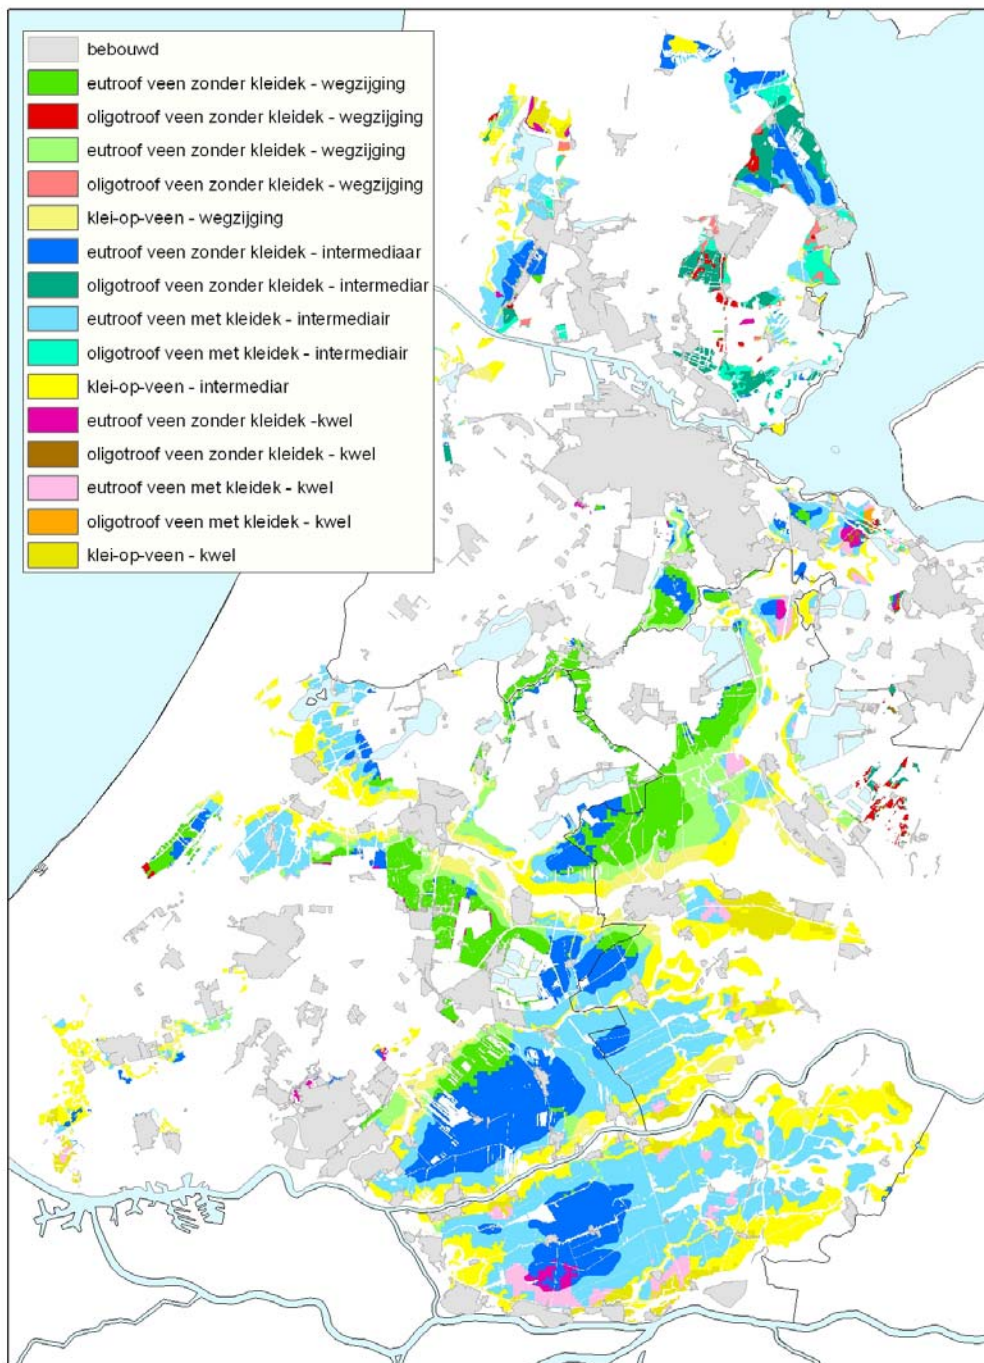 bebouwd
eutroof veen zonder kleidek - wegzijging
oligotroof veen zonder kleidek - wegzijging
eutroof veen zonder kleidek - wegzijging
oligotroof veen zonder kleidek - wegzijging
klei-op-veen - wegzijging
eutroof veen zonder kleidek - intermediaar
oligotroof veen zonder kleidek - intermediar
eutroof veen met kleidek - intermediair
oligotroof veen met kleidek - intermediair
klei-op-veen - intermediar
eutroof veen zonder kleidek -kwel
oligotroof veen zonder kleidek - kwel
eutroof veen met kleidek - kwel
oligotroof veen met kleidek - kwel
klei-op-veen - kwel